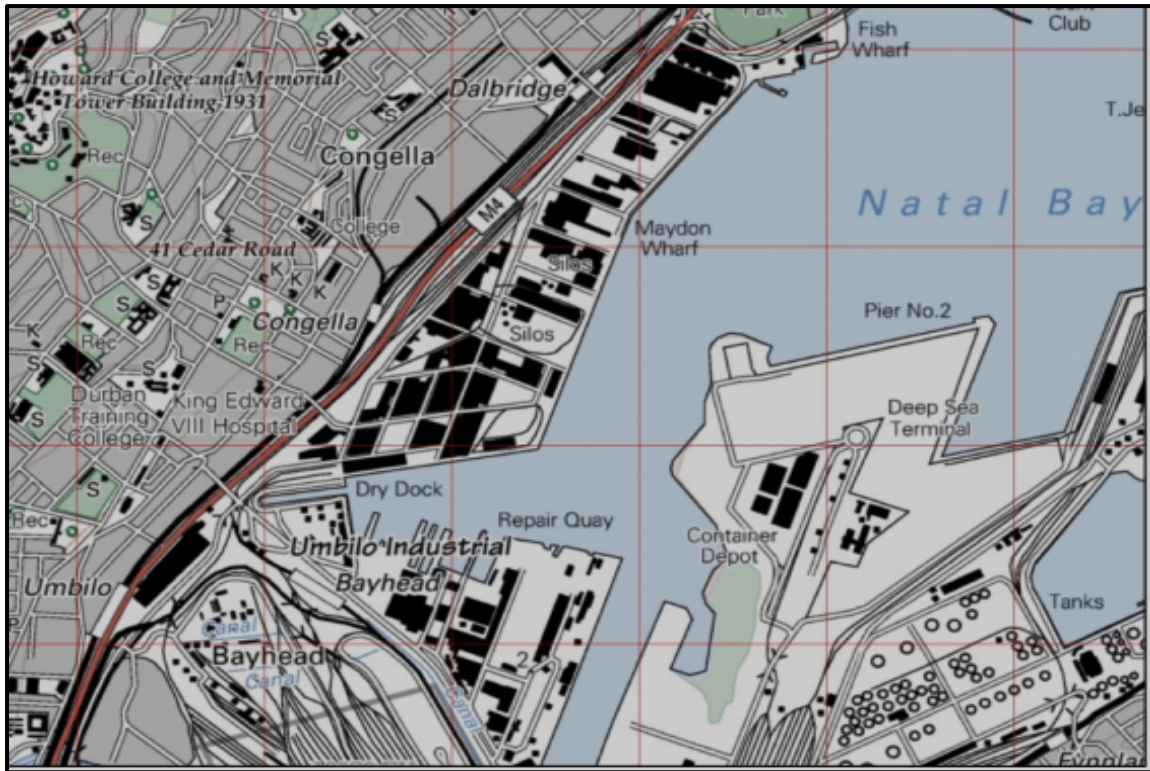 Park
Yacht
Club
Fish
Wharf
S
Howard College and Memorial
Tower Building 1931
Dalbridge
S
T.Je
Rec
Congella
M4
Natal Bay
S
College
Maydon
Wharf
41 Cedar Road
K
K
K
Silos
S
P
S
Pier No.2
K
Rec
Congella
Rec
Silos
S
S
Durban
Training
College
King Edward
VIII Hospital
S
Deep Sea
Terminal
S
Dry Dock
Rec
Repair Quay
Umbilo Industrial
Container
Depot
Umbilo
Bayhead
Tanks
Canal
Bayhead
2
Canal
Canal